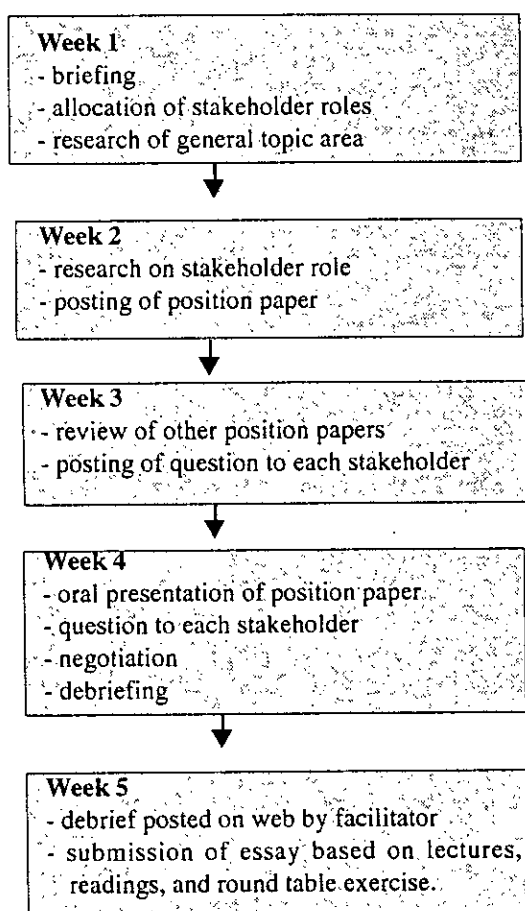 Week 1
- briefing
- allocation of stakeholder roles
- research of general topic area
Week 2
- research on stakeholder role
- posting of position paper
Week 3
- review of other position papers
- posting of question to each stakeholder
Week 4
- oral presentation of position paper
- question to each stakeholder
- negotiation
- debriefing
Week 5
- debrief posted on web by facilitator
- submission of essay based on lectures,
readings, and round table exercise.